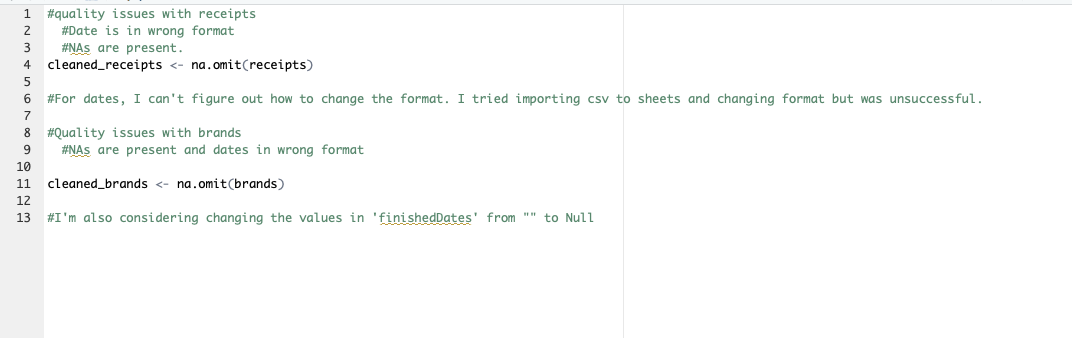 1 #quality issues with receipts
2 #Date is in wrong format
3 #NAs are present.
4 cleaned_receipts <- na.omit(receipts)
5
6 #For dates, I can't figure out how to change the format. I tried importing csv to sheets and changing format but was unsuccessful.
7
8 #Quality issues with brands
9 #NAs are present and dates in wrong format
10
11 cleaned_brands <- na.omit(brands)
12
13 #I'm also considering changing the values in 'finishedDates' from "" to Null